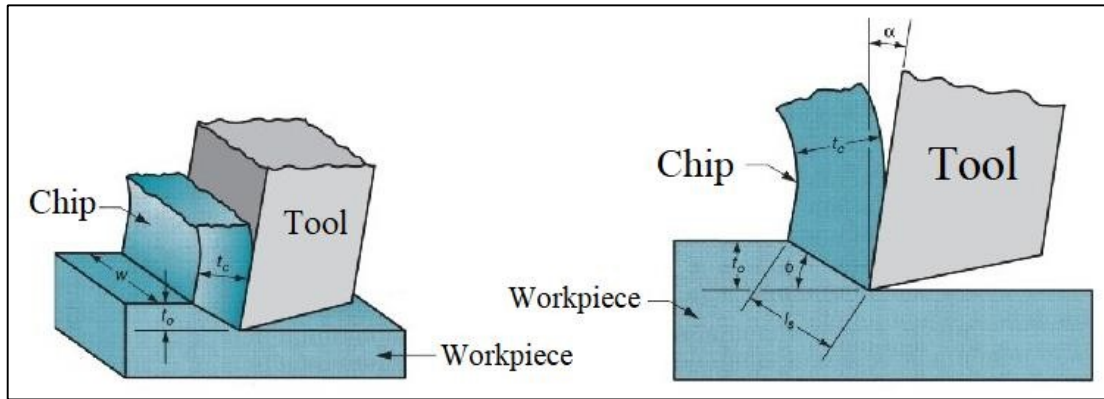 Chip
Tool
w
t_c
t_o
Workpiece
α
t_c
Chip
Tool
t_o
φ
l_s
Workpiece